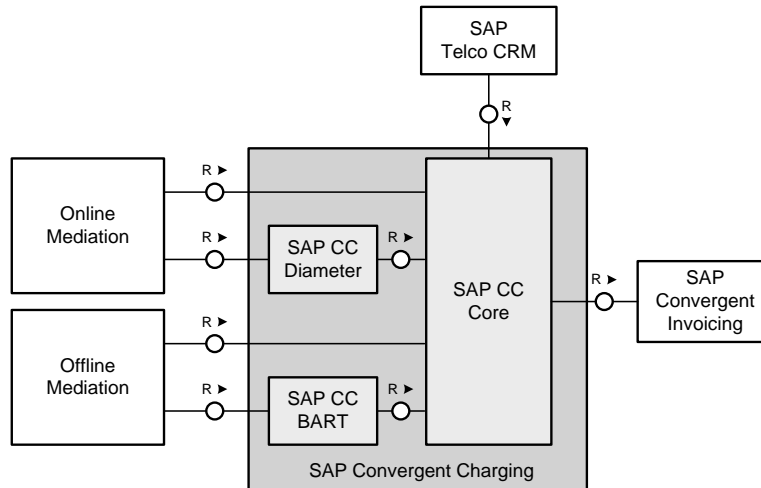 SAP
Telco CRM
R
R ►
Online
Mediation
R ►
R ►
SAP CC
Diameter
SAP CC
Core
R ►
SAP
Convergent
Invoicing
R ►
Offline
Mediation
R ►
R ►
SAP CC
BART
SAP Convergent Charging